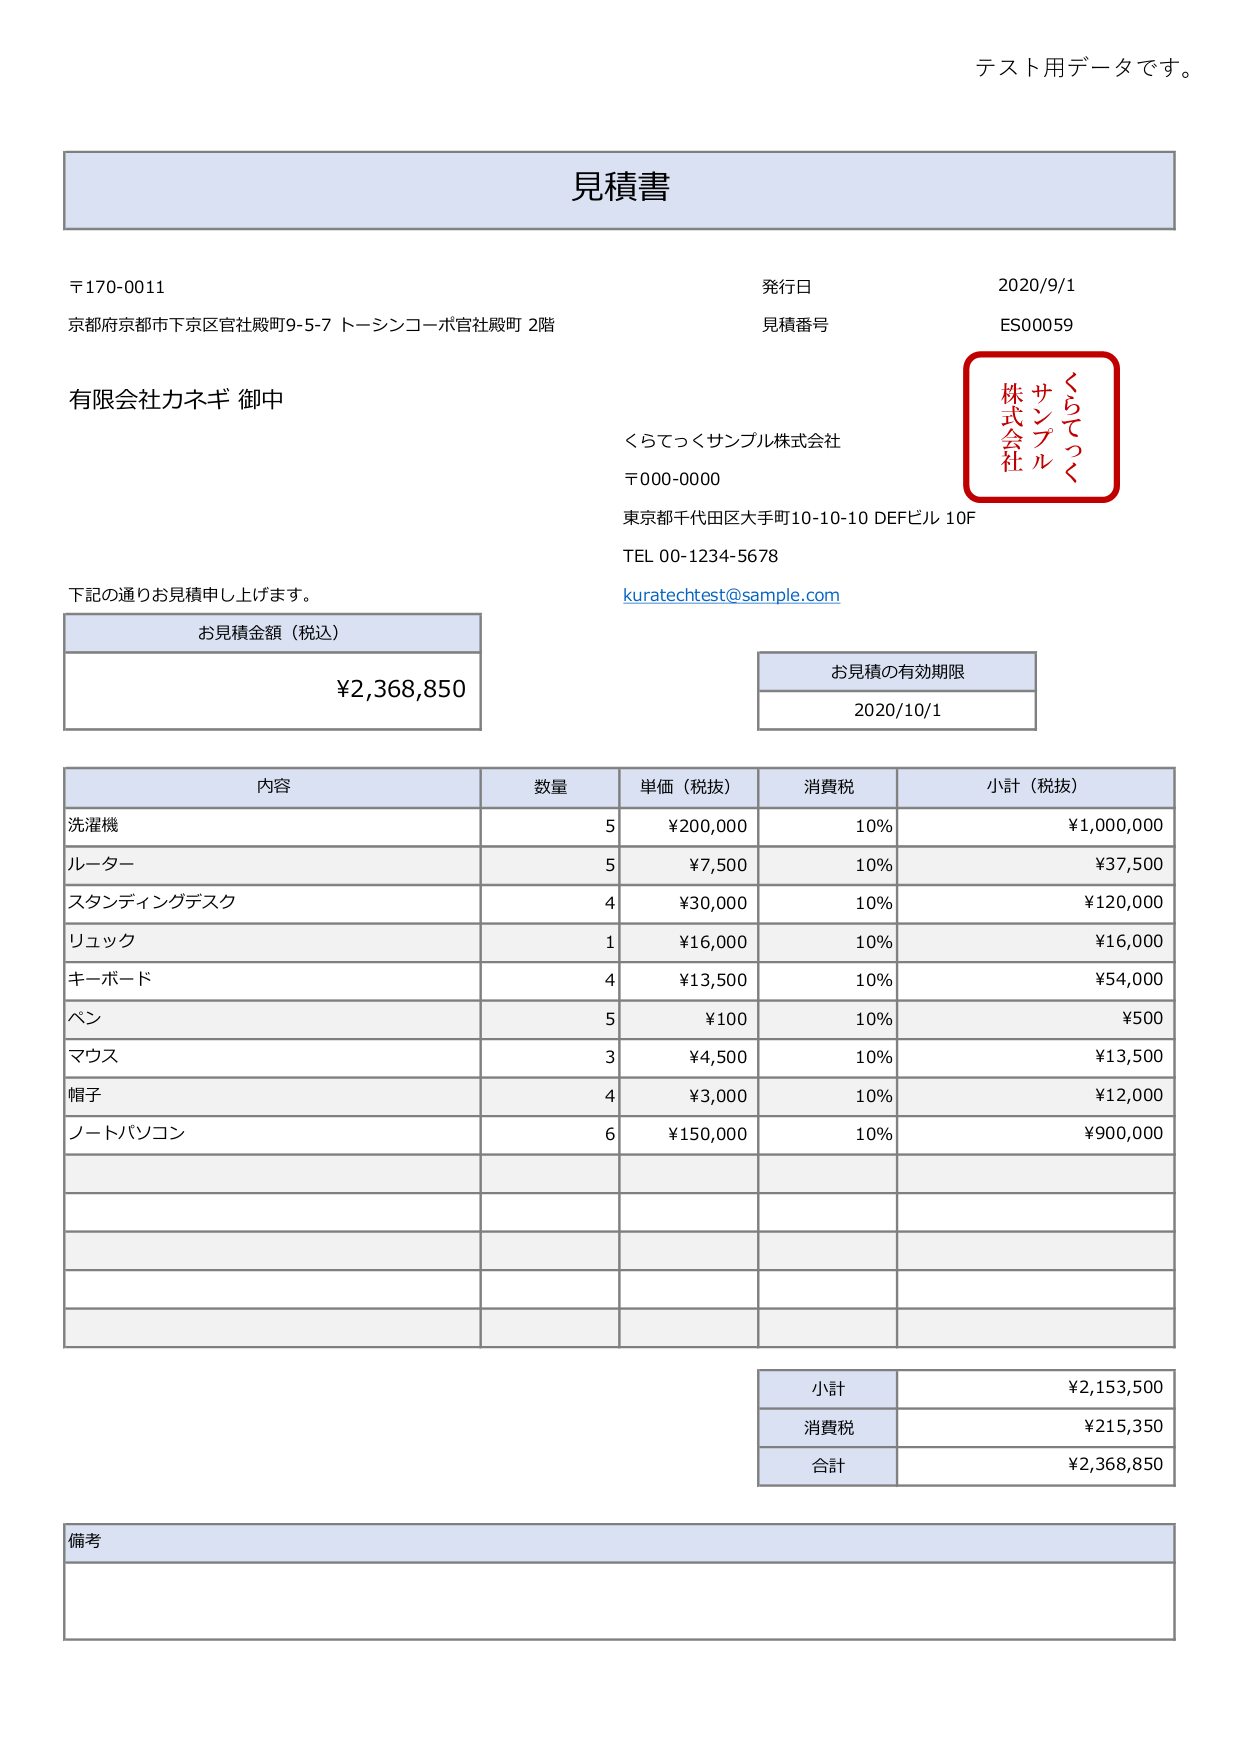 テスト用データです。
見積書
〒170-0011
発行日 2020/9/1
京都府京都市下京区官社殿町9-5-7 トーシンコーポ官社殿町 2階
見積番号 ES00059
有限会社カネギ 御中
くらてっく
サンプル
株式会社
くらてっくサンプル株式会社
〒000-0000
東京都千代田区大手町10-10-10 DEFビル 10F
TEL 00-1234-5678
下記の通りお見積申し上げます。
kuratechtest@sample.com
お見積金額（税込）
¥2,368,850
お見積の有効期限
2020/10/1
内容 数量 単価（税抜） 消費税 小計（税抜）
洗濯機 5 ¥200,000 10% ¥1,000,000
ルーター 5 ¥7,500 10% ¥37,500
スタンディングデスク 4 ¥30,000 10% ¥120,000
リュック 1 ¥16,000 10% ¥16,000
キーボード 4 ¥13,500 10% ¥54,000
ペン 5 ¥100 10% ¥500
マウス 3 ¥4,500 10% ¥13,500
帽子 4 ¥3,000 10% ¥12,000
ノートパソコン 6 ¥150,000 10% ¥900,000
小計 ¥2,153,500
消費税 ¥215,350
合計 ¥2,368,850
備考